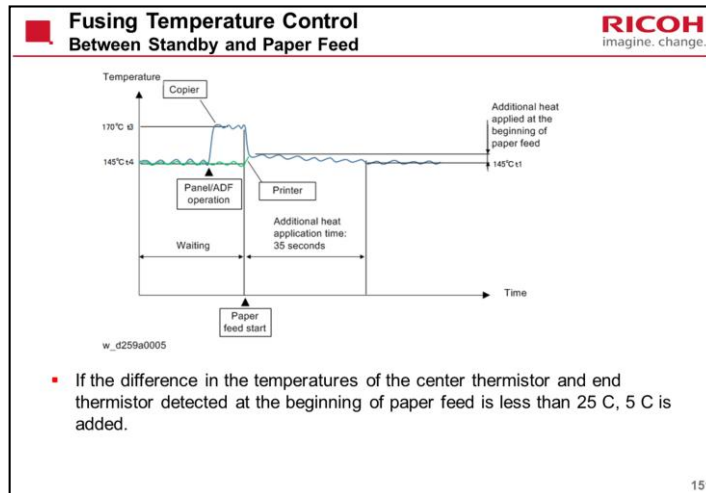 Fusing Temperature Control
Between Standby and Paper Feed
RICOH
imagine. change.
Temperature
Copier
170°C t3
145°C t4
Additional heat
applied at the
beginning of
paper feed
145°C t1
Panel/ADF
operation
Printer
Additional heat
application time:
35 seconds
Waiting
Time
Paper
feed start
w_d259a0005
If the difference in the temperatures of the center thermistor and end
thermistor detected at the beginning of paper feed is less than 25 C, 5 C is
added.